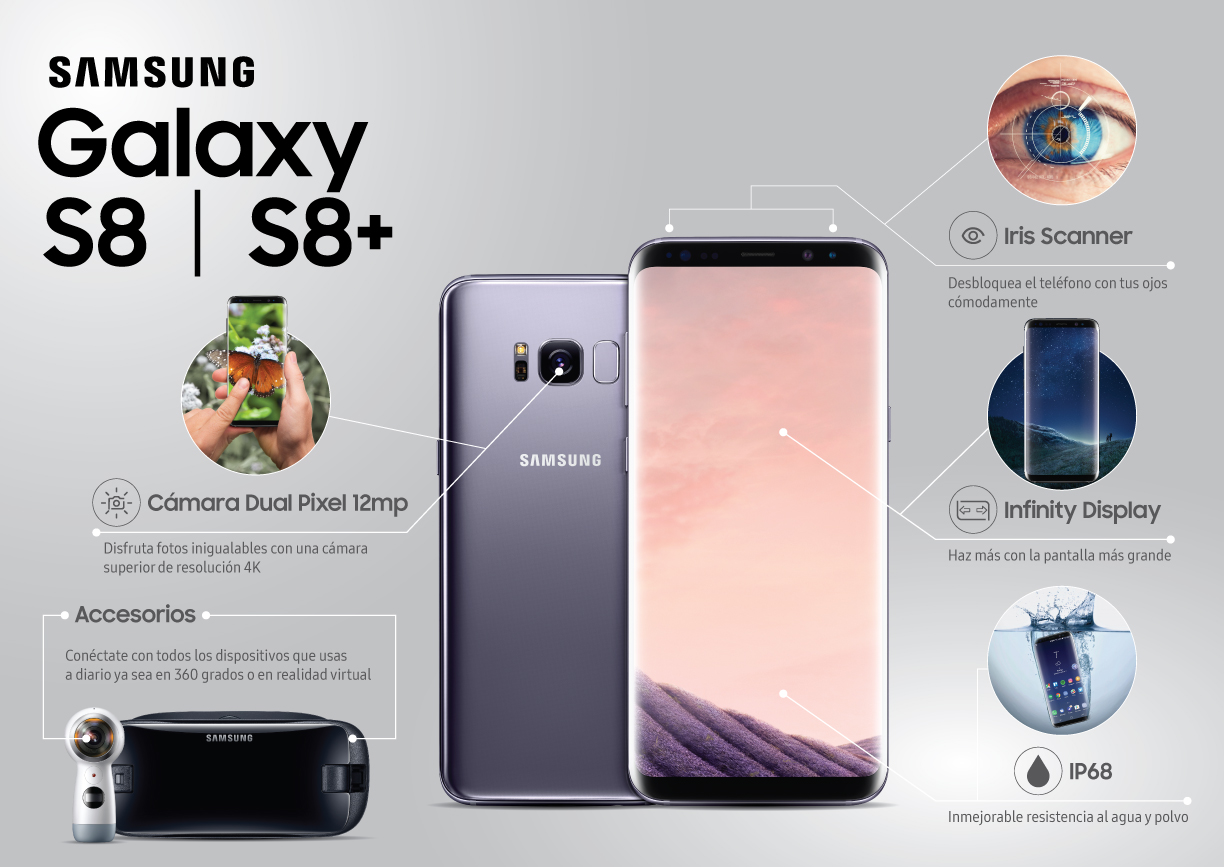 SAMSUNG
Galaxy
S8 | S8+
Cámara Dual Pixel 12mp
Disfruta fotos inigualables con una cámara
superior de resolución 4K
Accesorios
Conéctate con todos los dispositivos que usas
a diario ya sea en 360 grados o en realidad virtual
SAMSUNG
SAMSUNG
Iris Scanner
Desbloquea el teléfono con tus ojos
cómodamente
Infinity Display
Haz más con la pantalla más grande
IP68
Inmejorable resistencia al agua y polvo